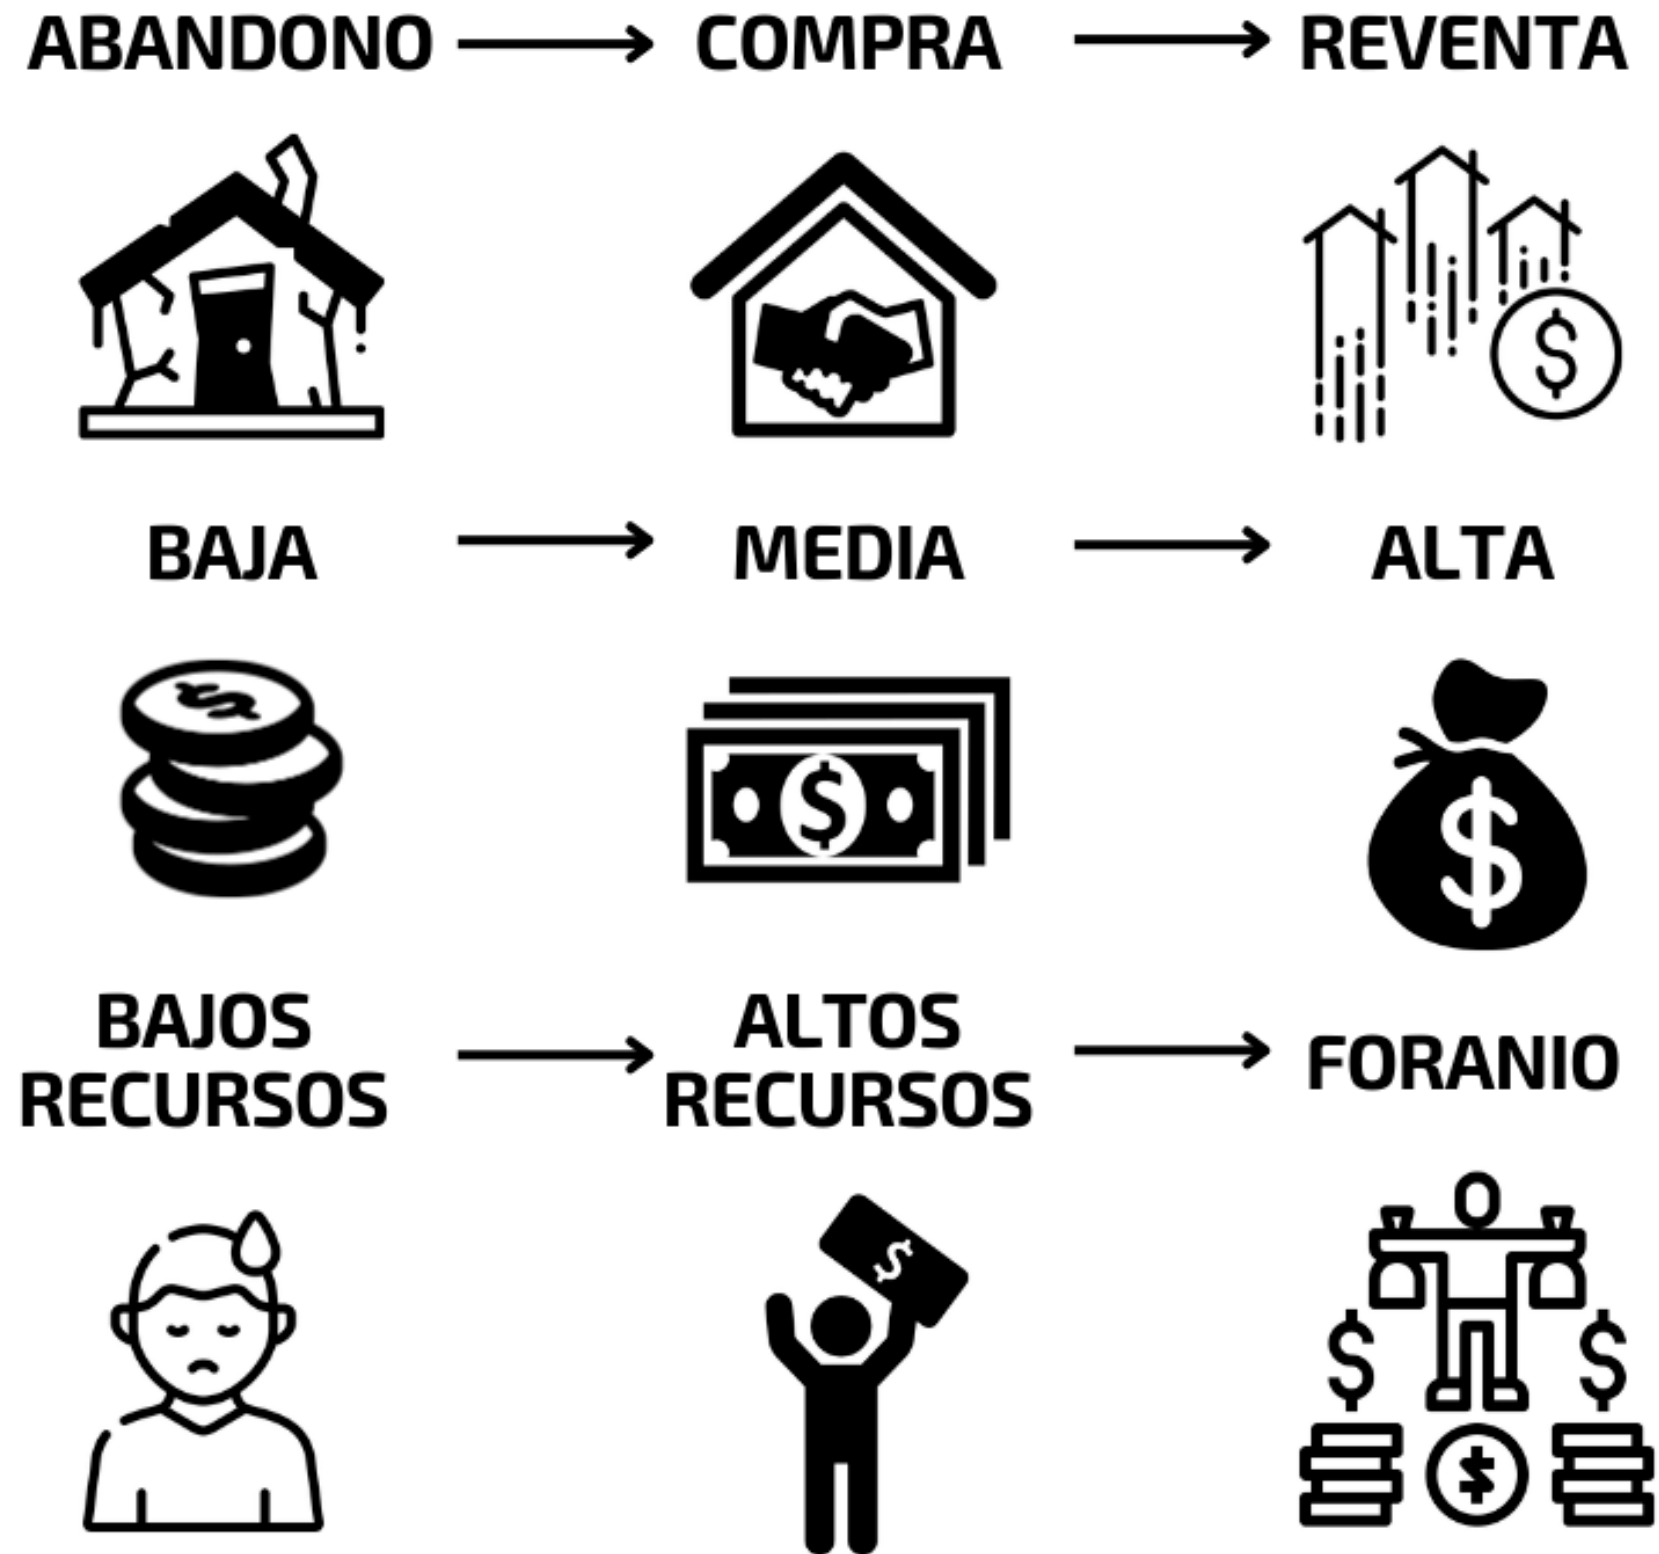 ABANDONO → COMPRA → REVENTA
$
BAJA → MEDIA → ALTA
$ $ $
BAJOS RECURSOS → ALTOS RECURSOS → FORANIO
$
$ $
$